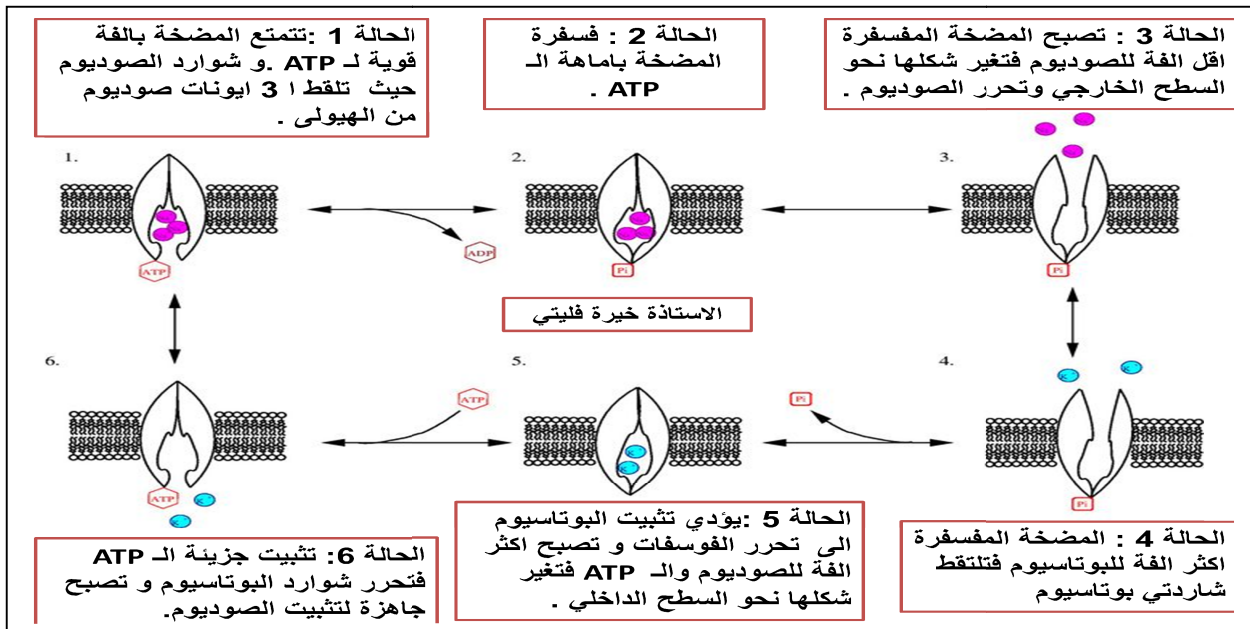 الحالة 1 :تتمتع المضخة بالفة
قوية لـ ATP .و شوارد الصوديوم
حيث تلقط ا 3 ايونات صوديوم
من الهيولى .
الحالة 2 : فسفرة
المضخة باماهة الـ
ATP .
الحالة 3 : تصبح المضخة المفسفرة
اقل الفة للصوديوم فتغير شكلها نحو
السطح الخارجي وتحرر الصوديوم .
1.
2.
3.
ATP
ADP
Pi
Pi
الاستاذة خيرة فليتي
6.
5.
4.
ATP
Pi
K⁺
K⁺
K
K
ATP
K
K
Pi
الحالة 4 : المضخة المفسفرة
اكثر الفة للبوتاسيوم فتلتقط
شاردتي بوتاسيوم
الحالة 5 :يؤدي تثبيت البوتاسيوم
الى تحرر الفوسفات و تصبح اكثر
الفة للصوديوم والـ ATP فتغير
شكلها نحو السطح الداخلي .
الحالة 6: تثبيت جزيئة الـ ATP
فتحرر شوارد البوتاسيوم و تصبح
جاهزة لتثبيت الصوديوم.